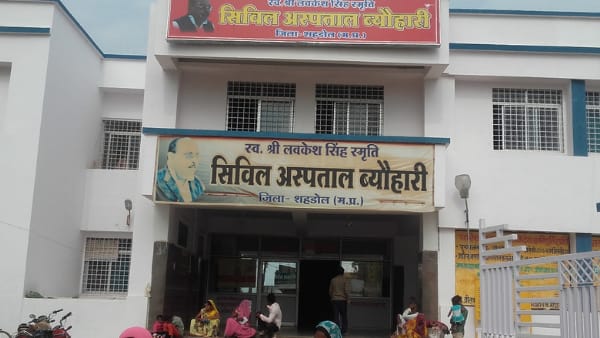 स्व. श्री लवकेश सिंह स्मृति
सिविल अस्पताल ब्यौहारी
जिला- शहडोल (म.प्र.)
स्व. श्री लवकेश सिंह स्मृति
सिविल अस्पताल ब्यौहारी
जिला- शहडोल (म.प्र.)